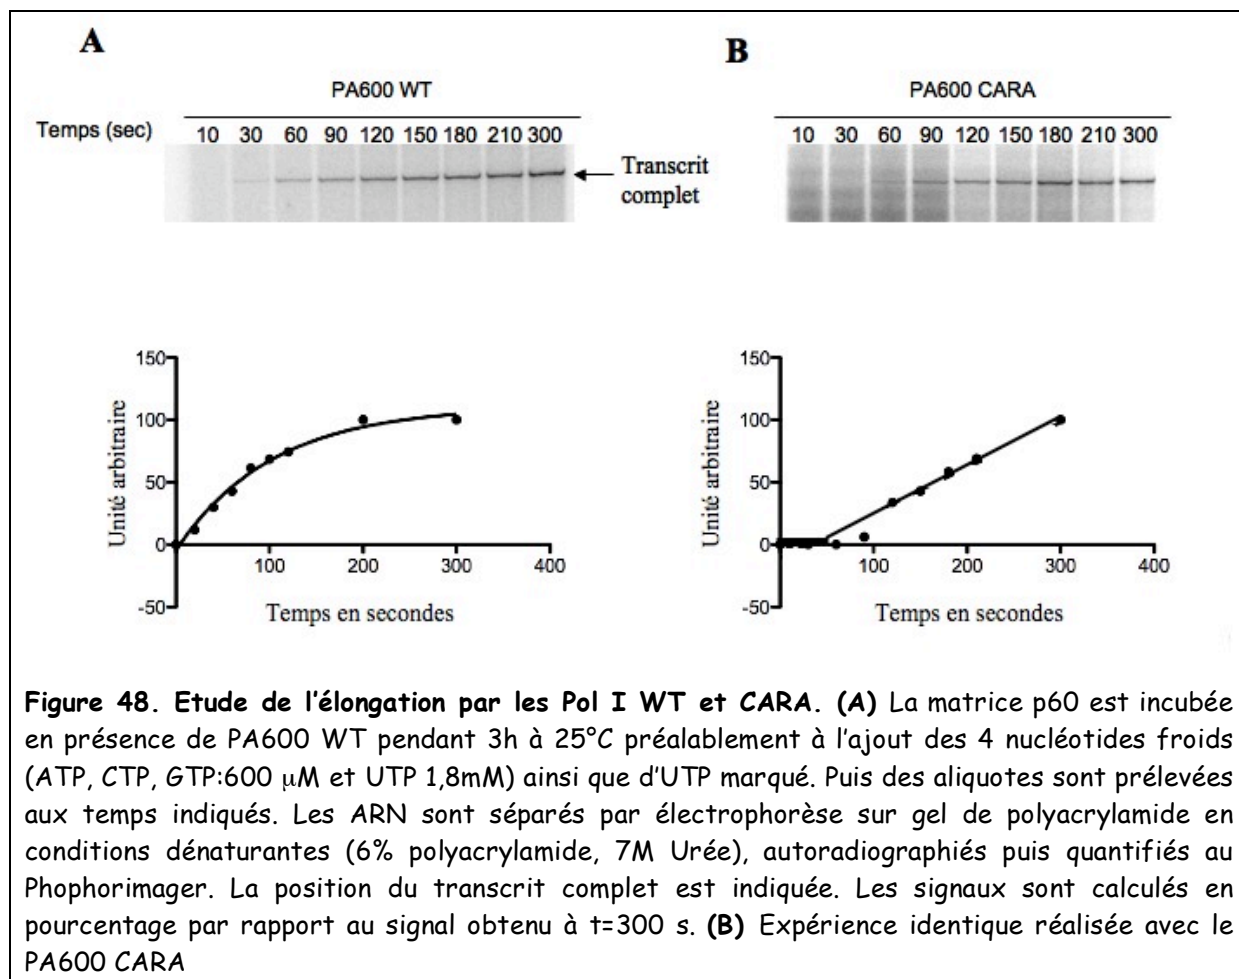 A
B
PA600 WT
PA600 CARA
Temps (sec) 10 30 60 90 120 150 180 210 300
10 30 60 90 120 150 180 210 300
Transcrit
complet
150
100
50
0
-50
100 200 300 400
Unité arbitraire
Temps en secondes
150
100
50
0
-50
100 200 300 400
Unité arbitraire
Temps en secondes
Figure 48. Etude de l'élongation par les Pol I WT et CARA. (A) La matrice p60 est incubée
en présence de PA600 WT pendant 3h à 25°C préalablement à l'ajout des 4 nucléotides froids
(ATP, CTP, GTP:600 μM et UTP 1,8mM) ainsi que d'UTP marqué. Puis des aliquotes sont prélevées
aux temps indiqués. Les ARN sont séparés par électrophorèse sur gel de polyacrylamide en
conditions dénaturantes (6% polyacrylamide, 7M Urée), autoradiographiés puis quantifiés au
Phophorimager. La position du transcrit complet est indiquée. Les signaux sont calculés en
pourcentage par rapport au signal obtenu à t=300 s. (B) Expérience identique réalisée avec le
PA600 CARA